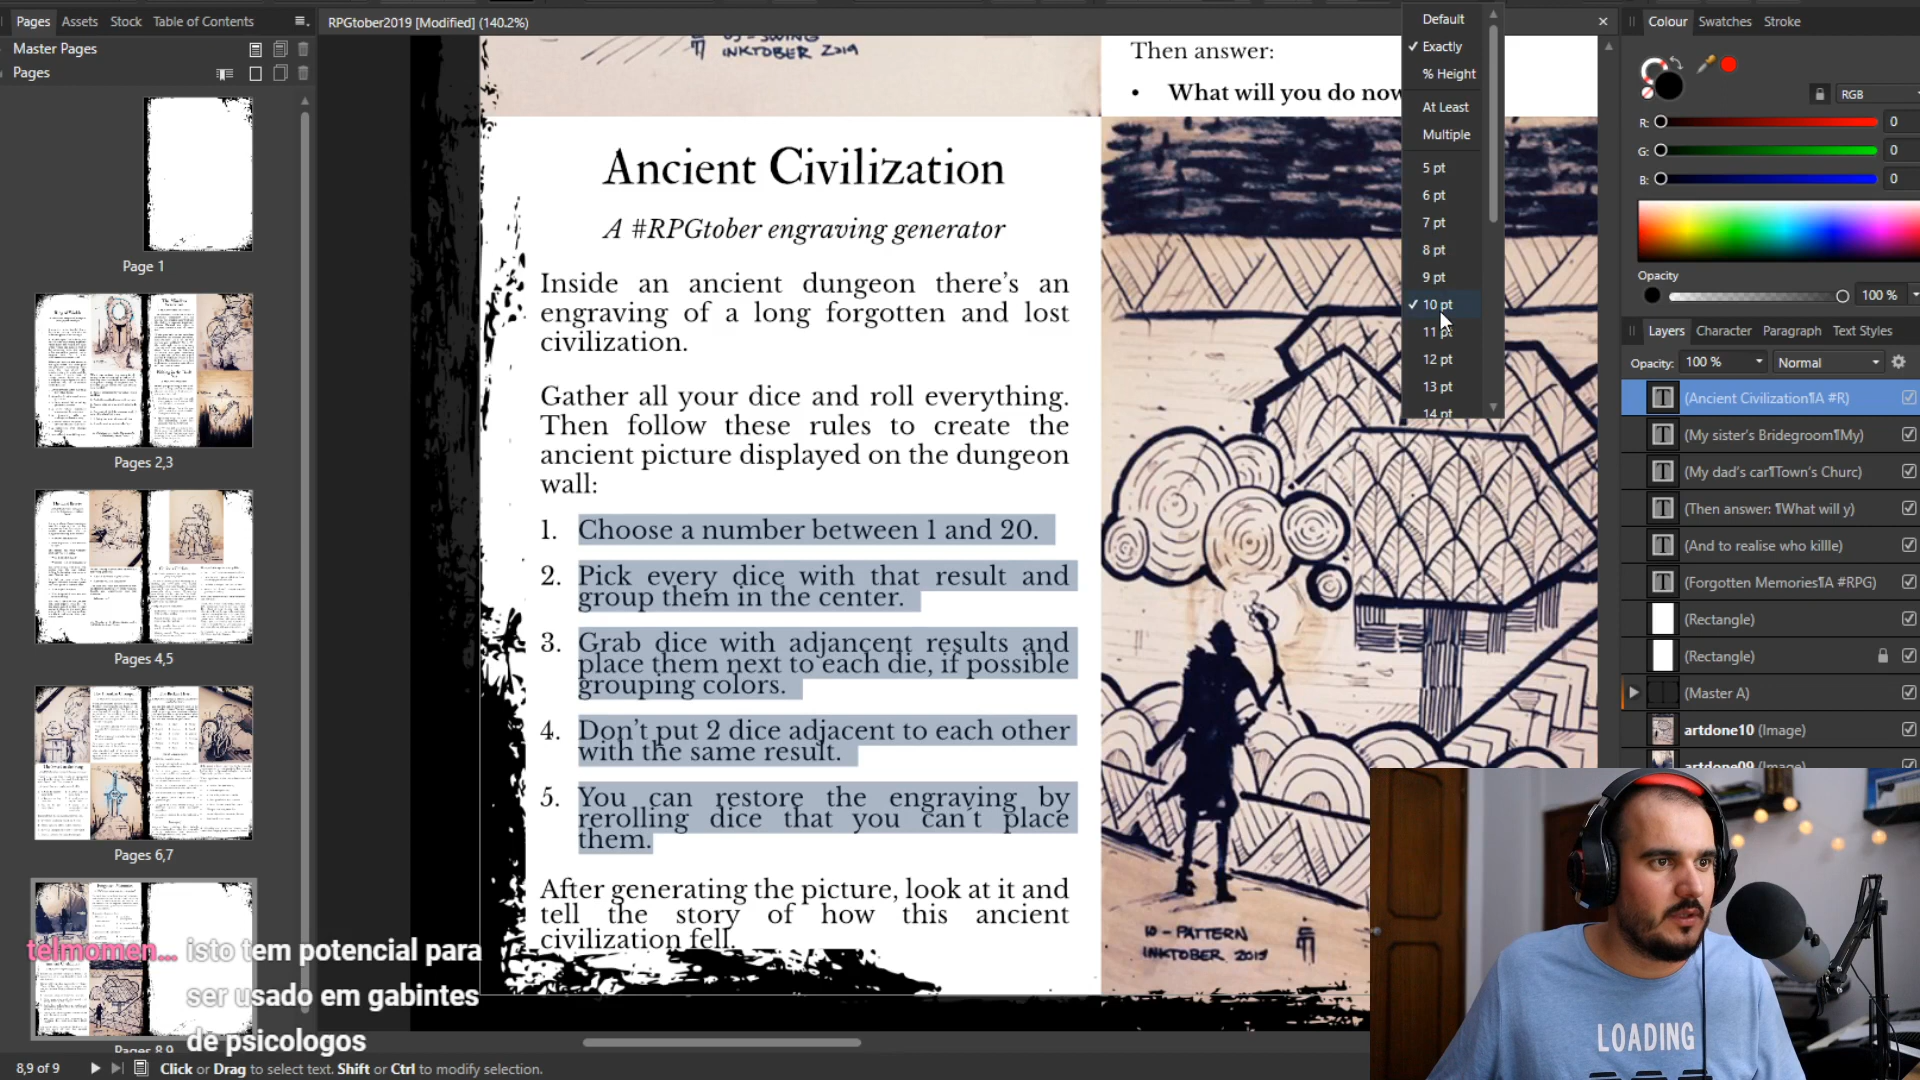 Pages
Assets
Stock
Table of Contents
RPGtober2019 [Modified] (140.2%)
Master Pages
Pages
Page 1
Pages 2,3
Pages 4,5
Pages 6,7
Pages 8,9
03 - SWING
INKTOBER 2019
Then answer:
• What will you do now
Ancient Civilization
A #RPGtober engraving generator
Inside an ancient dungeon there's an
engraving of a long forgotten and lost
civilization.
Gather all your dice and roll everything.
Then follow these rules to create the
ancient picture displayed on the dungeon
wall:
1. Choose a number between 1 and 20.
2. Pick every dice with that result and
group them in the center.
3. Grab dice with adjancent results and
place them next to each die, if possible
grouping colors.
4. Don't put 2 dice adjacent to each other
with the same result.
5. You can restore the engraving by
rerolling dice that you can't place
them.
After generating the picture, look at it and
tell the story of how this ancient
civilization fell.
10 - PATTERN
INKTOBER 2019
Default
Exactly
% Height
At Least
Multiple
5 pt
6 pt
7 pt
8 pt
9 pt
10 pt
11 pt
12 pt
13 pt
14 pt
Colour
Swatches
Stroke
RGB
R: 0
G: 0
B: 0
Opacity
100 %
Layers
Character
Paragraph
Text Styles
Opacity: 100 %
Normal
(Ancient Civilization¶A #R)
(My sister's Bridegroom¶My)
(My dad's car¶Town's Churc)
(Then answer: ¶What will y)
(And to realise who killle)
(Forgotten Memories¶A #RPG)
(Rectangle)
(Rectangle)
(Master A)
artdone10 (Image)
artdone09 (Image)
telmomen... isto tem potencial para
ser usado em gabintes
de psicologos
LOADING
8,9 of 9
Click or Drag to select text. Shift or Ctrl to modify selection.